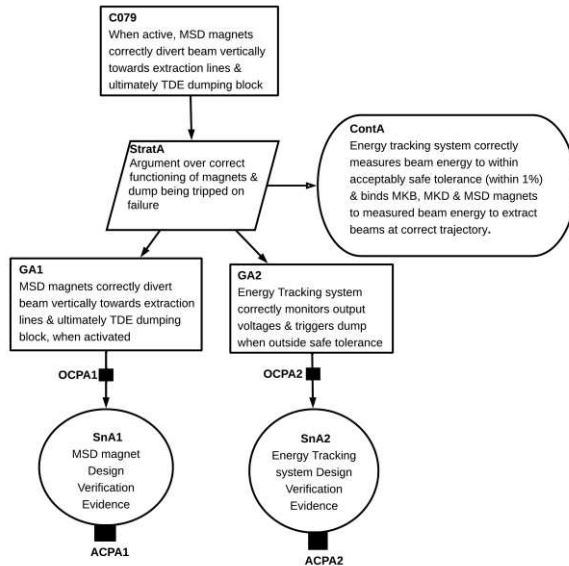 C079
When active, MSD magnets
correctly divert beam vertically
towards extraction lines &
ultimately TDE dumping block
StratA
Argument over correct
functioning of magnets &
dump being tripped on
failure
ContA
Energy tracking system correctly
measures beam energy to within
acceptably safe tolerance (within 1%)
& binds MKB, MKD & MSD magnets
to measured beam energy to extract
beams at correct trajectory.
GA1
MSD magnets correctly divert
beam vertically towards extraction
lines & ultimately TDE dumping
block, when activated
GA2
Energy Tracking system
correctly monitors output
voltages & triggers dump
when outside safe tolerance
OCPA1
OCPA2
SnA1
MSD magnet
Design
Verification
Evidence
SnA2
Energy Tracking
system Design
Verification
Evidence
ACPA1
ACPA2